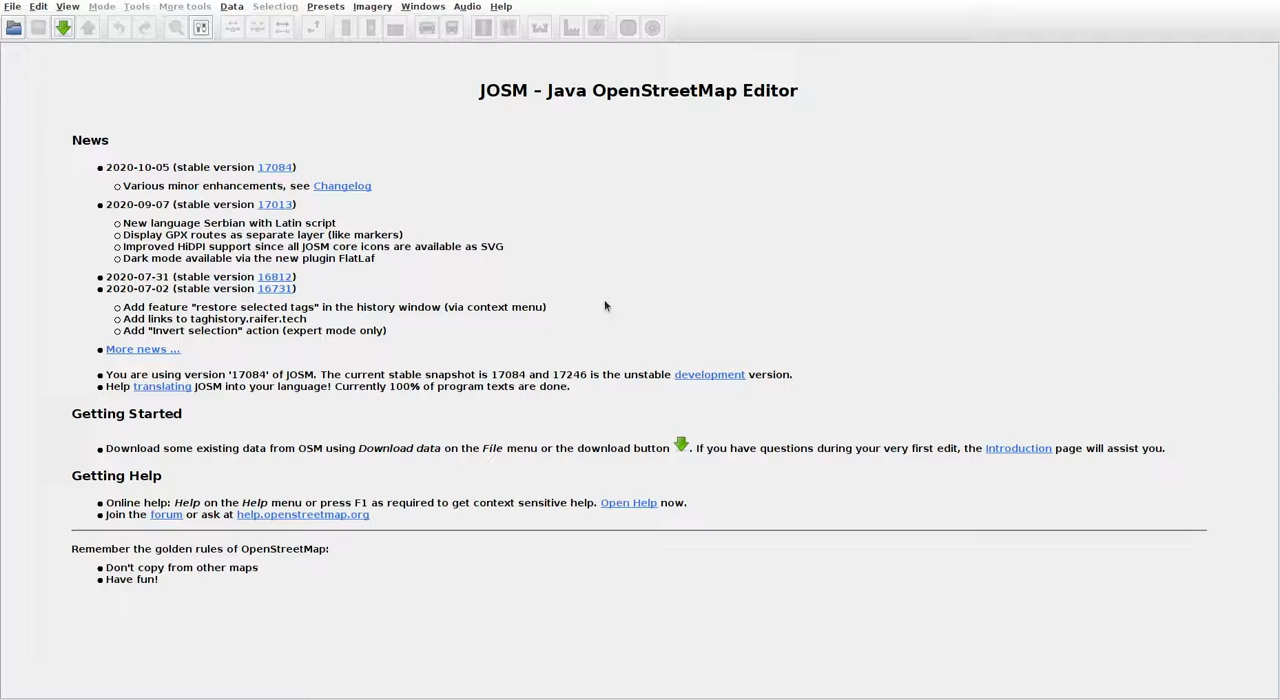 File Edit View Mode Tools More tools Data Selection Presets Imagery Windows Audio Help
JOSM – Java OpenStreetMap Editor
News
2020-10-05 (stable version 17084)
Various minor enhancements, see Changelog
2020-09-07 (stable version 17013)
New language Serbian with Latin script
Display GPX routes as separate layer (like markers)
Improved HiDPI support since all JOSM core icons are available as SVG
Dark mode available via the new plugin FlatLaf
2020-07-31 (stable version 16812)
2020-07-02 (stable version 16731)
Add feature "restore selected tags" in the history window (via context menu)
Add links to taghistory.raifer.tech
Add "Invert selection" action (expert mode only)
More news ...
You are using version '17084' of JOSM. The current stable snapshot is 17084 and 17246 is the unstable development version.
Help translating JOSM into your language! Currently 100% of program texts are done.
Getting Started
Download some existing data from OSM using Download data on the File menu or the download button . If you have questions during your very first edit, the Introduction page will assist you.
Getting Help
Online help: Help on the Help menu or press F1 as required to get context sensitive help. Open Help now.
Join the forum or ask at help.openstreetmap.org
Remember the golden rules of OpenStreetMap:
Don't copy from other maps
Have fun!